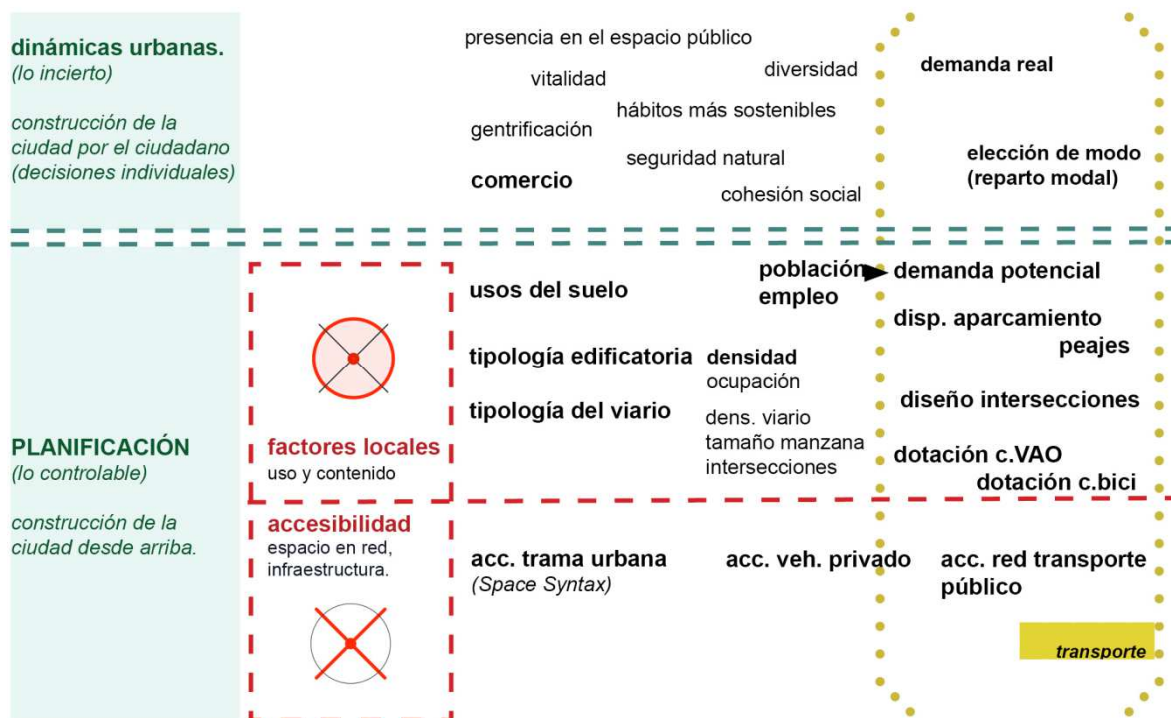 dinámicas urbanas.
(lo incierto)
construcción de la
ciudad por el ciudadano
(decisiones individuales)
presencia en el espacio público
vitalidad
diversidad
hábitos más sostenibles
gentrificación
seguridad natural
comercio
cohesión social
demanda real
elección de modo
(reparto modal)
PLANIFICACIÓN
(lo controlable)
construcción de la
ciudad desde arriba.
factores locales
uso y contenido
usos del suelo
población
empleo
tipología edificatoria
densidad
ocupación
tipología del viario
dens. viario
tamaño manzana
intersecciones
demanda potencial
disp. aparcamiento
peajes
diseño intersecciones
dotación c.VAO
dotación c.bici
accesibilidad
espacio en red,
infraestructura.
acc. trama urbana
(Space Syntax)
acc. veh. privado
acc. red transporte
público
transporte